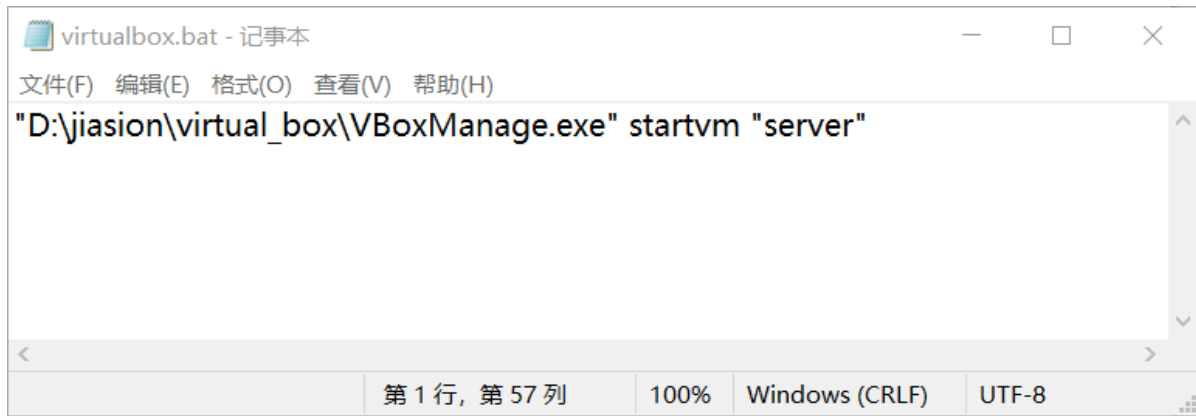 virtualbox.bat - 记事本
文件(F) 编辑(E) 格式(O) 查看(V) 帮助(H)
"D:\jiasion\virtual_box\VBoxManage.exe" startvm "server"
第 1 行，第 57 列 100% Windows (CRLF) UTF-8